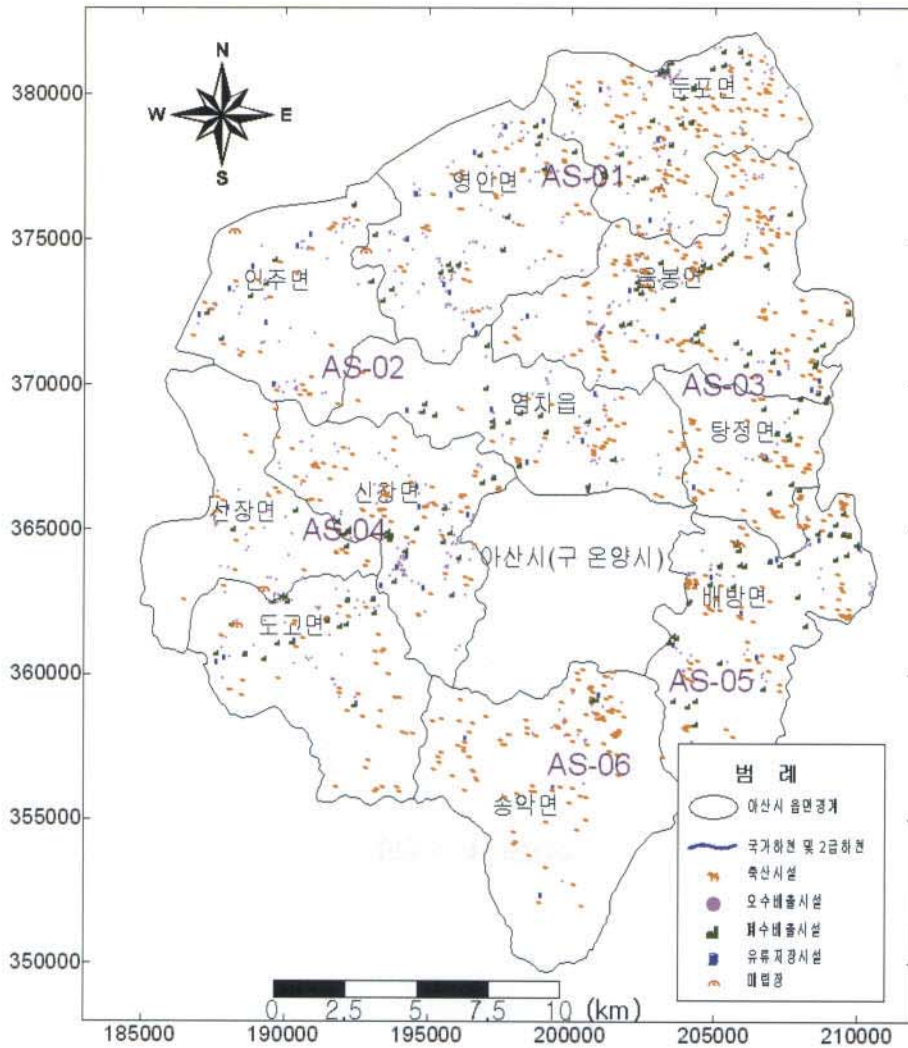 N
W E
S
380000
375000
370000
365000
360000
355000
350000
둔포면
영안면
AS-01
인주면
음봉면
AS-02
AS-03
염치읍
탕정면
신창면
선장면
AS-04
아산시(구 온양시)
배방면
도고면
AS-05
AS-06
송악면
범 례
아산시 읍면경계
국가하천 및 2급하천
축산시설
오수배출시설
폐수배출시설
유류저장시설
매립장
0 2.5 5 7.5 10 (km)
185000 190000 195000 200000 205000 210000